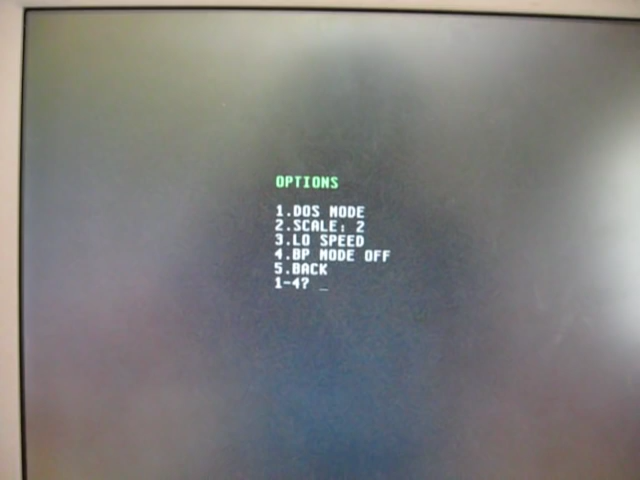 OPTIONS
1.DOS MODE
2.SCALE: 2
3.LO SPEED
4.BP MODE OFF
5.BACK
1-4? _